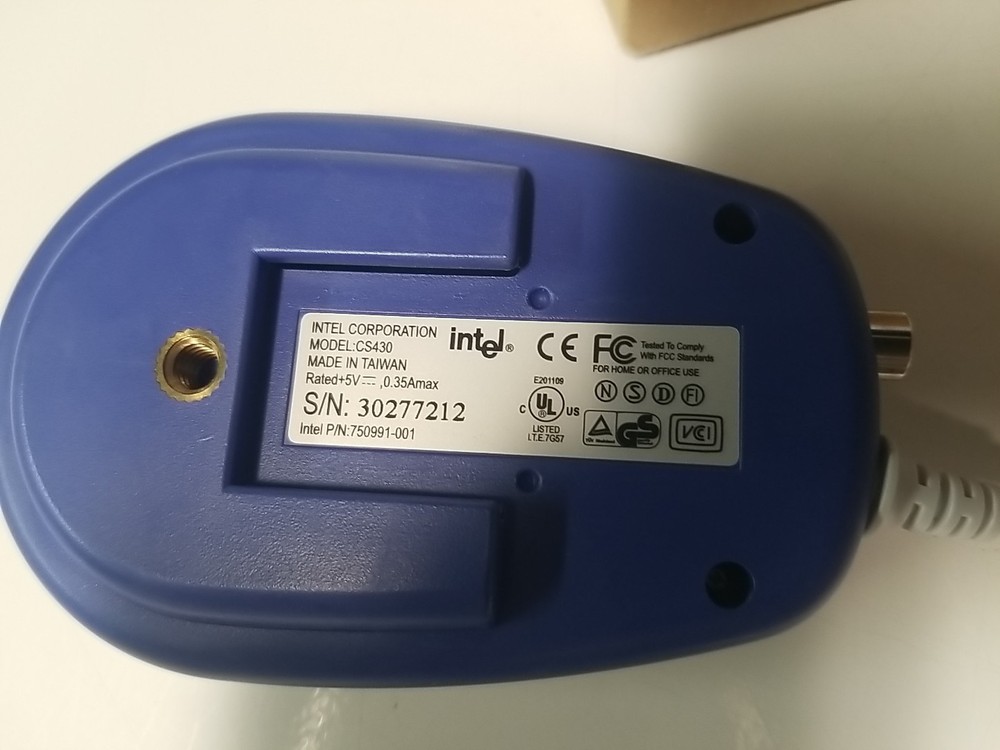 INTEL CORPORATION
MODEL:CS430
MADE IN TAIWAN
Rated+5V⎓,0.35Amax
S/N: 30277212
Intel P/N:750991-001
intel®
CE FC
Tested To Comply
With FCC Standards
FOR HOME OR OFFICE USE
E201109
C UL US
LISTED
I.T.E.7G57
N S D FI
GS
VCI